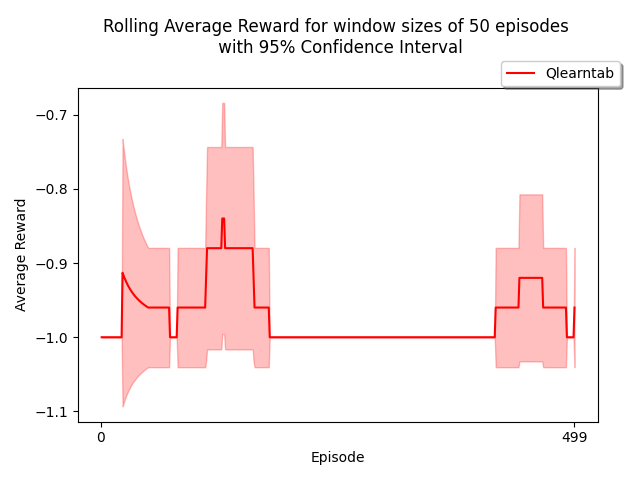 Rolling Average Reward for window sizes of 50 episodes
with 95% Confidence Interval
Qlearntab
−0.7
−0.8
−0.9
−1.0
−1.1
Average Reward
0
499
Episode